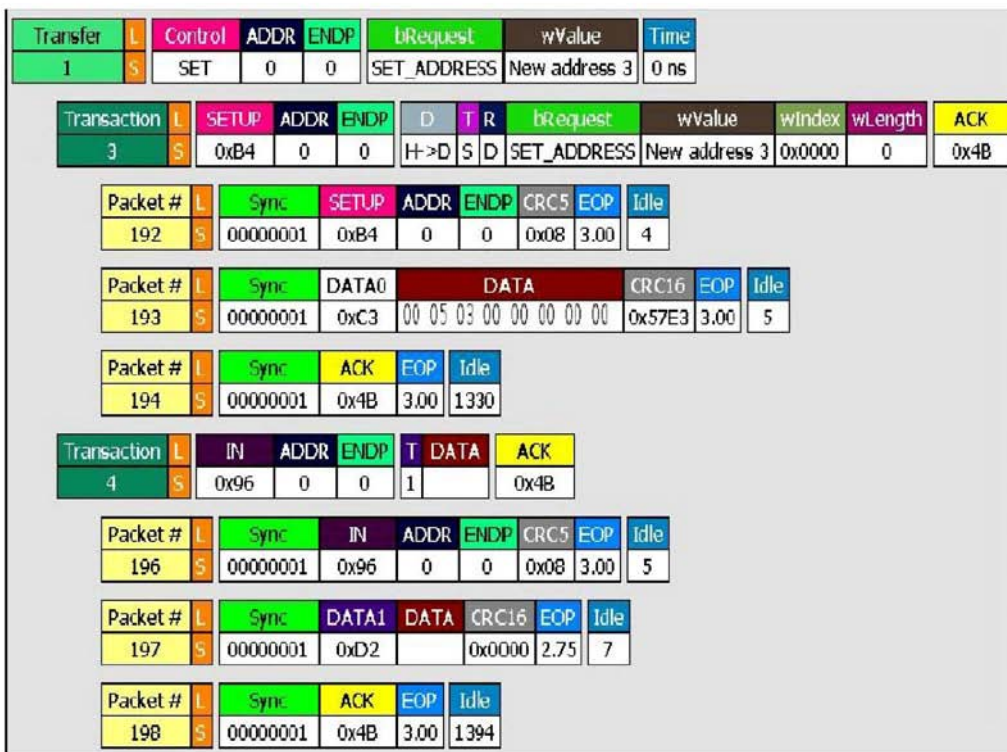 Transfer L Control ADDR ENDP bRequest wValue Time
1 S SET 0 0 SET_ADDRESS New address 3 0 ns
Transaction L SETUP ADDR ENDP D T R bRequest wValue wIndex wLength ACK
3 S 0xB4 0 0 H->D S D SET_ADDRESS New address 3 0x0000 0 0x4B
Packet # L Sync SETUP ADDR ENDP CRC5 EOP Idle
192 S 00000001 0xB4 0 0 0x08 3.00 4
Packet # L Sync DATA0 DATA CRC16 EOP Idle
193 S 00000001 0xC3 00 05 03 00 00 00 00 00 0x57E3 3.00 5
Packet # L Sync ACK EOP Idle
194 S 00000001 0x4B 3.00 1330
Transaction L IN ADDR ENDP T DATA ACK
4 S 0x96 0 0 1 0x4B
Packet # L Sync IN ADDR ENDP CRC5 EOP Idle
196 S 00000001 0x96 0 0 0x08 3.00 5
Packet # L Sync DATA1 DATA CRC16 EOP Idle
197 S 00000001 0xD2 0x0000 2.75 7
Packet # L Sync ACK EOP Idle
198 S 00000001 0x4B 3.00 1394